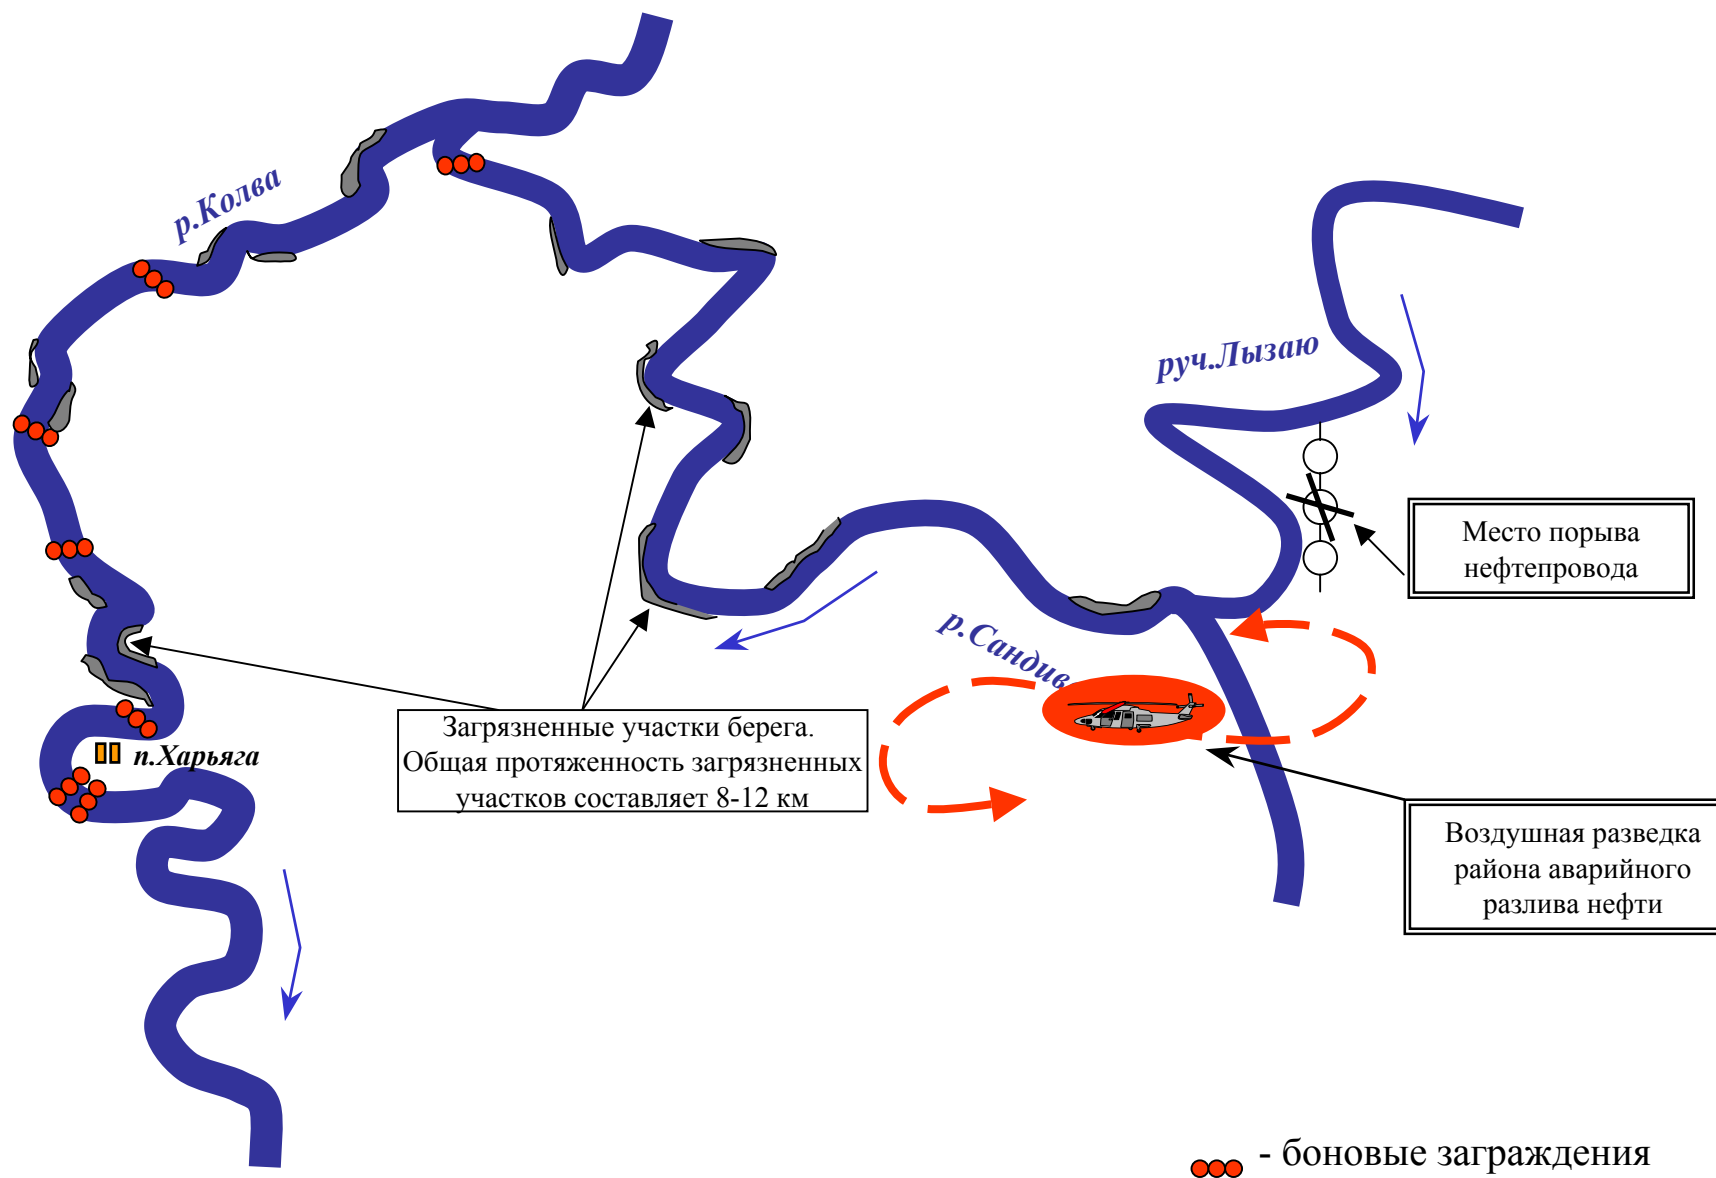 р.Колва
руч.Лызаю
Место порыва
нефтепровода
р.Сандив
Загрязненные участки берега.
Общая протяженность загрязненных
участков составляет 8-12 км
п.Харьяга
Воздушная разведка
района аварийного
разлива нефти
- боновые заграждения